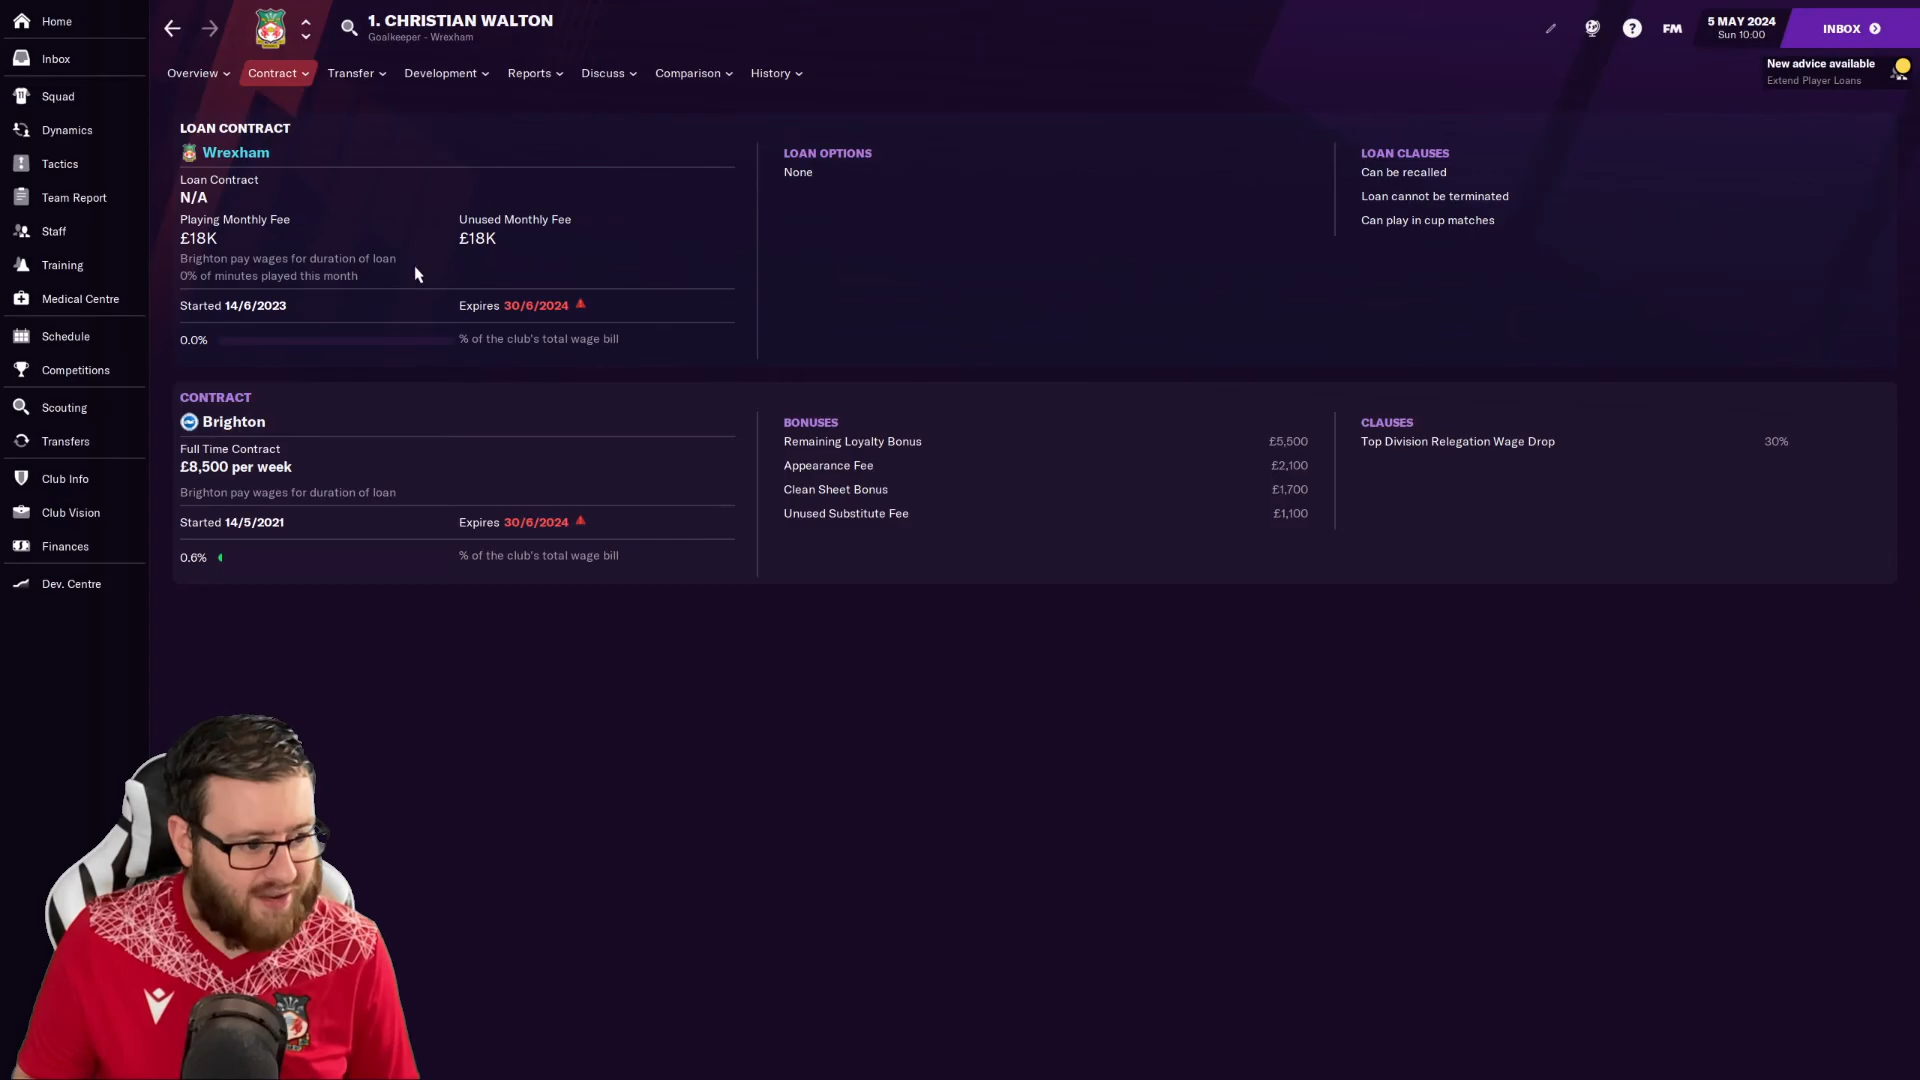 Home
Inbox
Squad
Dynamics
Tactics
Team Report
Staff
Training
Medical Centre
Schedule
Competitions
Scouting
Transfers
Club Info
Club Vision
Finances
Dev. Centre
1. CHRISTIAN WALTON
Goalkeeper - Wrexham
FM
5 MAY 2024
Sun 10:00
INBOX
Overview
Contract
Transfer
Development
Reports
Discuss
Comparison
History
New advice available
Extend Player Loans
LOAN CONTRACT
Wrexham
Loan Contract
N/A
Playing Monthly Fee
£18K
Unused Monthly Fee
£18K
Brighton pay wages for duration of loan
0% of minutes played this month
Started 14/6/2023
Expires 30/6/2024
0.0%
% of the club's total wage bill
LOAN OPTIONS
None
LOAN CLAUSES
Can be recalled
Loan cannot be terminated
Can play in cup matches
CONTRACT
Brighton
Full Time Contract
£8,500 per week
Brighton pay wages for duration of loan
Started 14/5/2021
Expires 30/6/2024
0.6%
% of the club's total wage bill
BONUSES
Remaining Loyalty Bonus £5,500
Appearance Fee £2,100
Clean Sheet Bonus £1,700
Unused Substitute Fee £1,100
CLAUSES
Top Division Relegation Wage Drop 30%